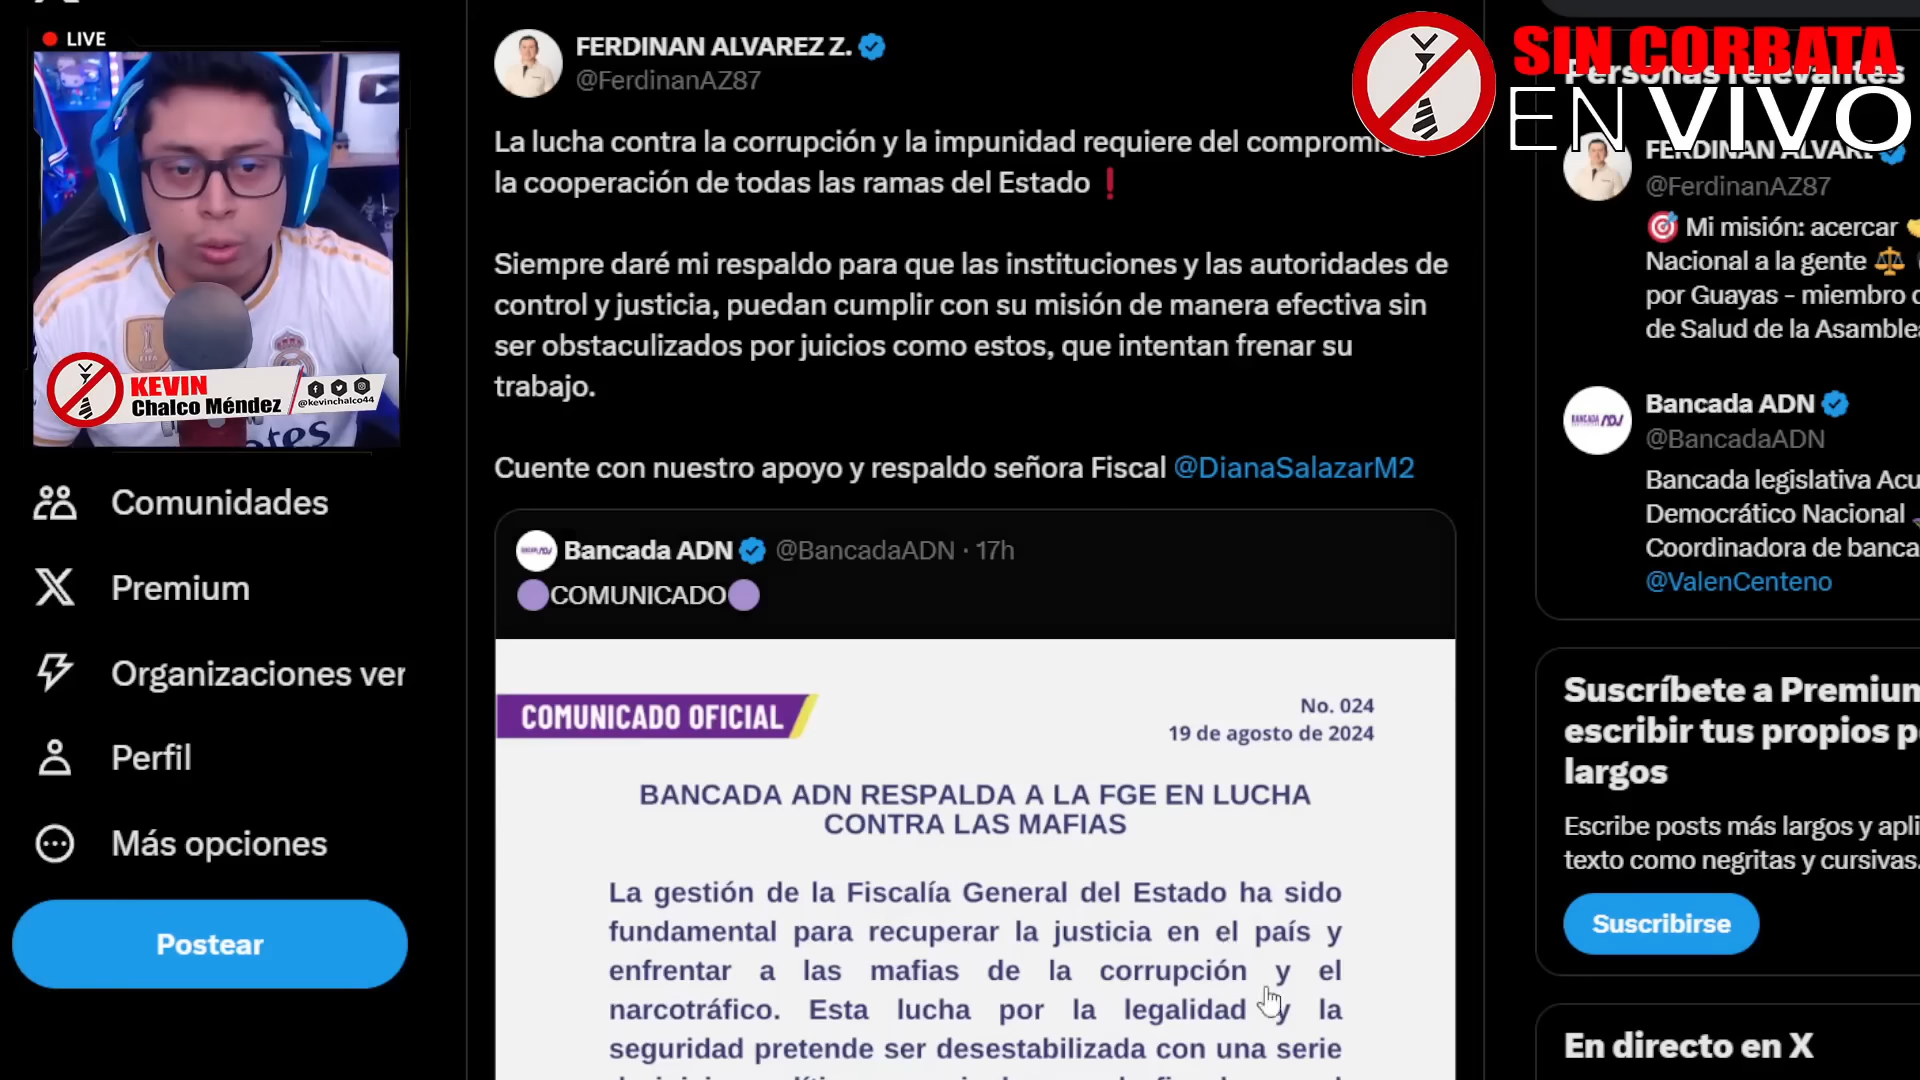 LIVE
KEVIN
Chalco Méndez
@kevinchalco44
Comunidades
Premium
Organizaciones ver
Perfil
Más opciones
Postear
FERDINAN ALVAREZ Z.
@FerdinanAZ87
La lucha contra la corrupción y la impunidad requiere del
la cooperación de todas las ramas del Estado❗
Siempre daré mi respaldo para que las instituciones y las autoridades de
control y justicia, puedan cumplir con su misión de manera efectiva sin
ser obstaculizados por juicios como estos, que intentan frenar su
trabajo.
Cuente con nuestro apoyo y respaldo señora Fiscal @DianaSalazarM2
Bancada ADN @BancadaADN · 17h
🟣COMUNICADO🟣
COMUNICADO OFICIAL
No. 024
19 de agosto de 2024
BANCADA ADN RESPALDA A LA FGE EN LUCHA
CONTRA LAS MAFIAS
La gestión de la Fiscalía General del Estado ha sido
fundamental para recuperar la justicia en el país y
enfrentar a las mafias de la corrupción y el
narcotráfico. Esta lucha por la legalidad y la
seguridad pretende ser desestabilizada con una serie
SIN CORBATA
EN VIVO
Personas relevantes
FERDINAN
@FerdinanAZ87
🎯 Mi misión: acercar
Nacional a la gente ⚖️
por Guayas - miembro
de Salud de la
Bancada ADN
@BancadaADN
Bancada legislativa
Democrático Nacional
Coordinadora de
@ValenCenteno
Suscríbete a Premium
escribir tus propios
largos
Escribe posts más largos y
texto como negritas y cursivas.
Suscribirse
En directo en X